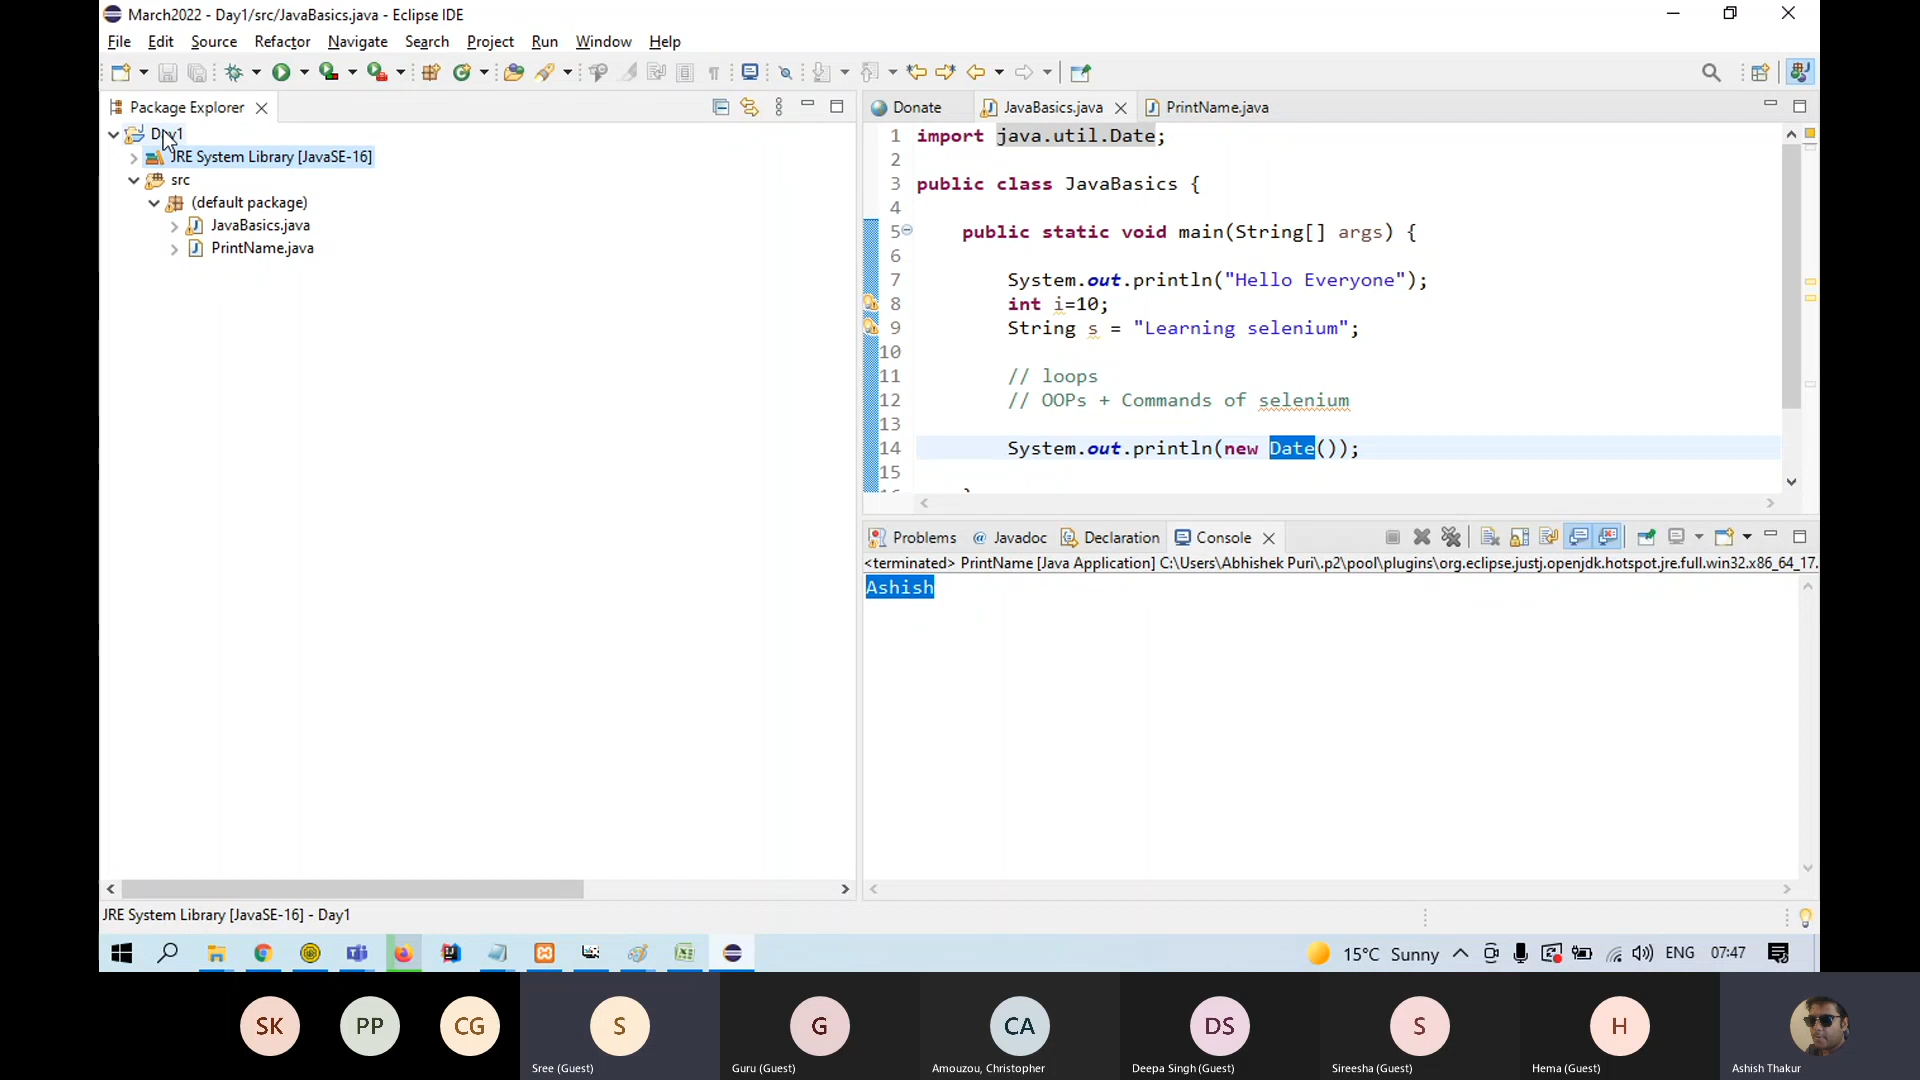 March2022 - Day1/src/JavaBasics.java - Eclipse IDE
File Edit Source Refactor Navigate Search Project Run Window Help
Package Explorer
Day1
JRE System Library [JavaSE-16]
src
(default package)
JavaBasics.java
PrintName.java
Donate JavaBasics.java PrintName.java
1 import java.util.Date;
2
3 public class JavaBasics {
4
5 public static void main(String[] args) {
6
7 System.out.println("Hello Everyone");
8 int i=10;
9 String s = "Learning selenium";
10
11 // loops
12 // OOPs + Commands of selenium
13
14 System.out.println(new Date());
15
Problems @ Javadoc Declaration Console
<terminated> PrintName [Java Application] C:\Users\Abhishek Puri\.p2\pool\plugins\org.eclipse.justj.openjdk.hotspot.jre.full.win32.x86_64_17.
Ashish
JRE System Library [JavaSE-16] - Day1
15°C Sunny ENG 07:47
SK PP CG S G CA DS S H
Sree (Guest) Guru (Guest) Amouzou, Christopher Deepa Singh (Guest) Sireesha (Guest) Hema (Guest) Ashish Thakur